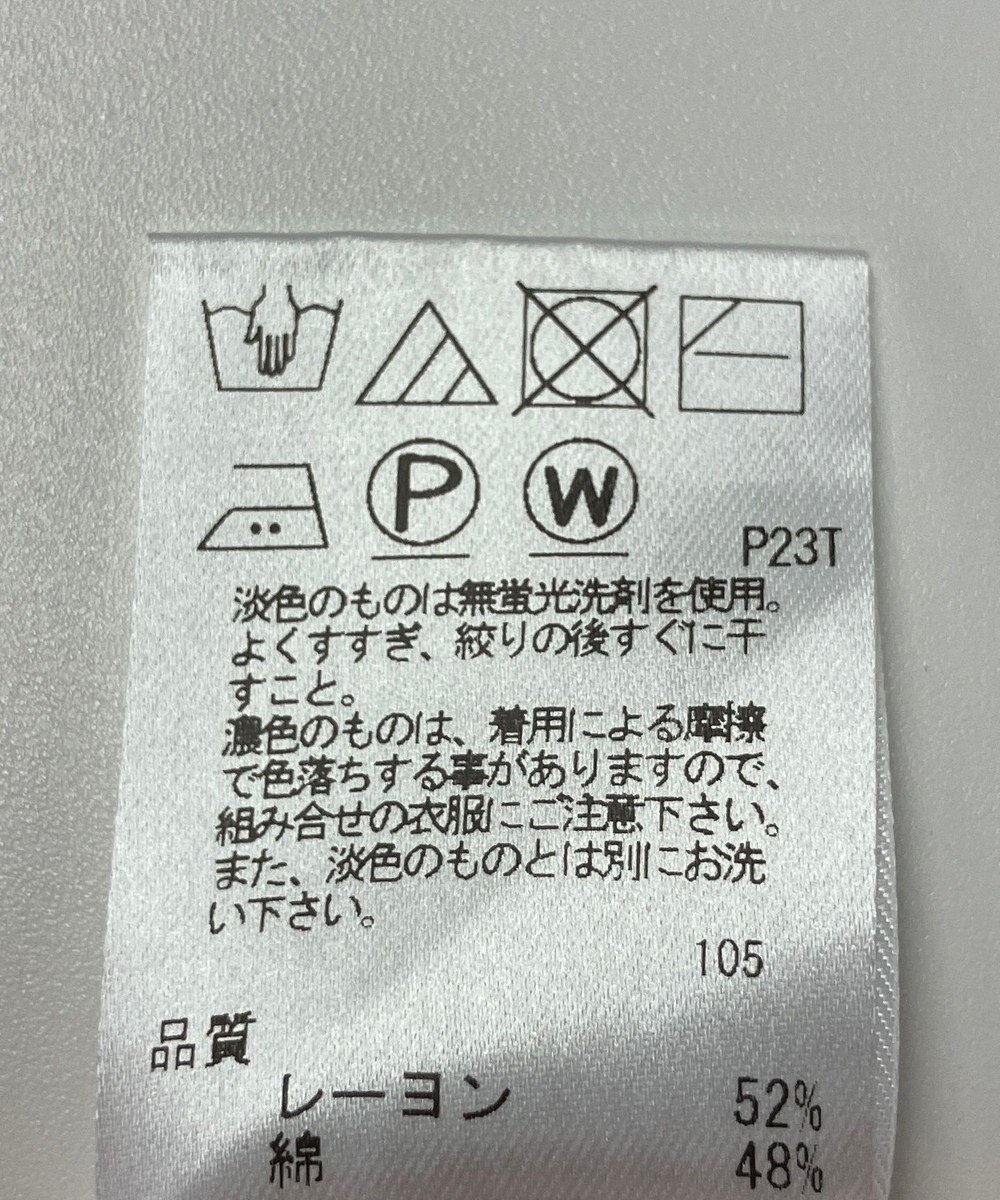 P
W
P23T
淡色のものは無蛍光洗剤を使用。
よくすすぎ、絞りの後すぐに干
すこと。
濃色のものは、着用による摩擦
で色落ちする事がありますので、
組み合せの衣服にご注意下さい。
また、淡色のものとは別にお洗
い下さい。
105
品質
レーヨン 52%
綿 48%